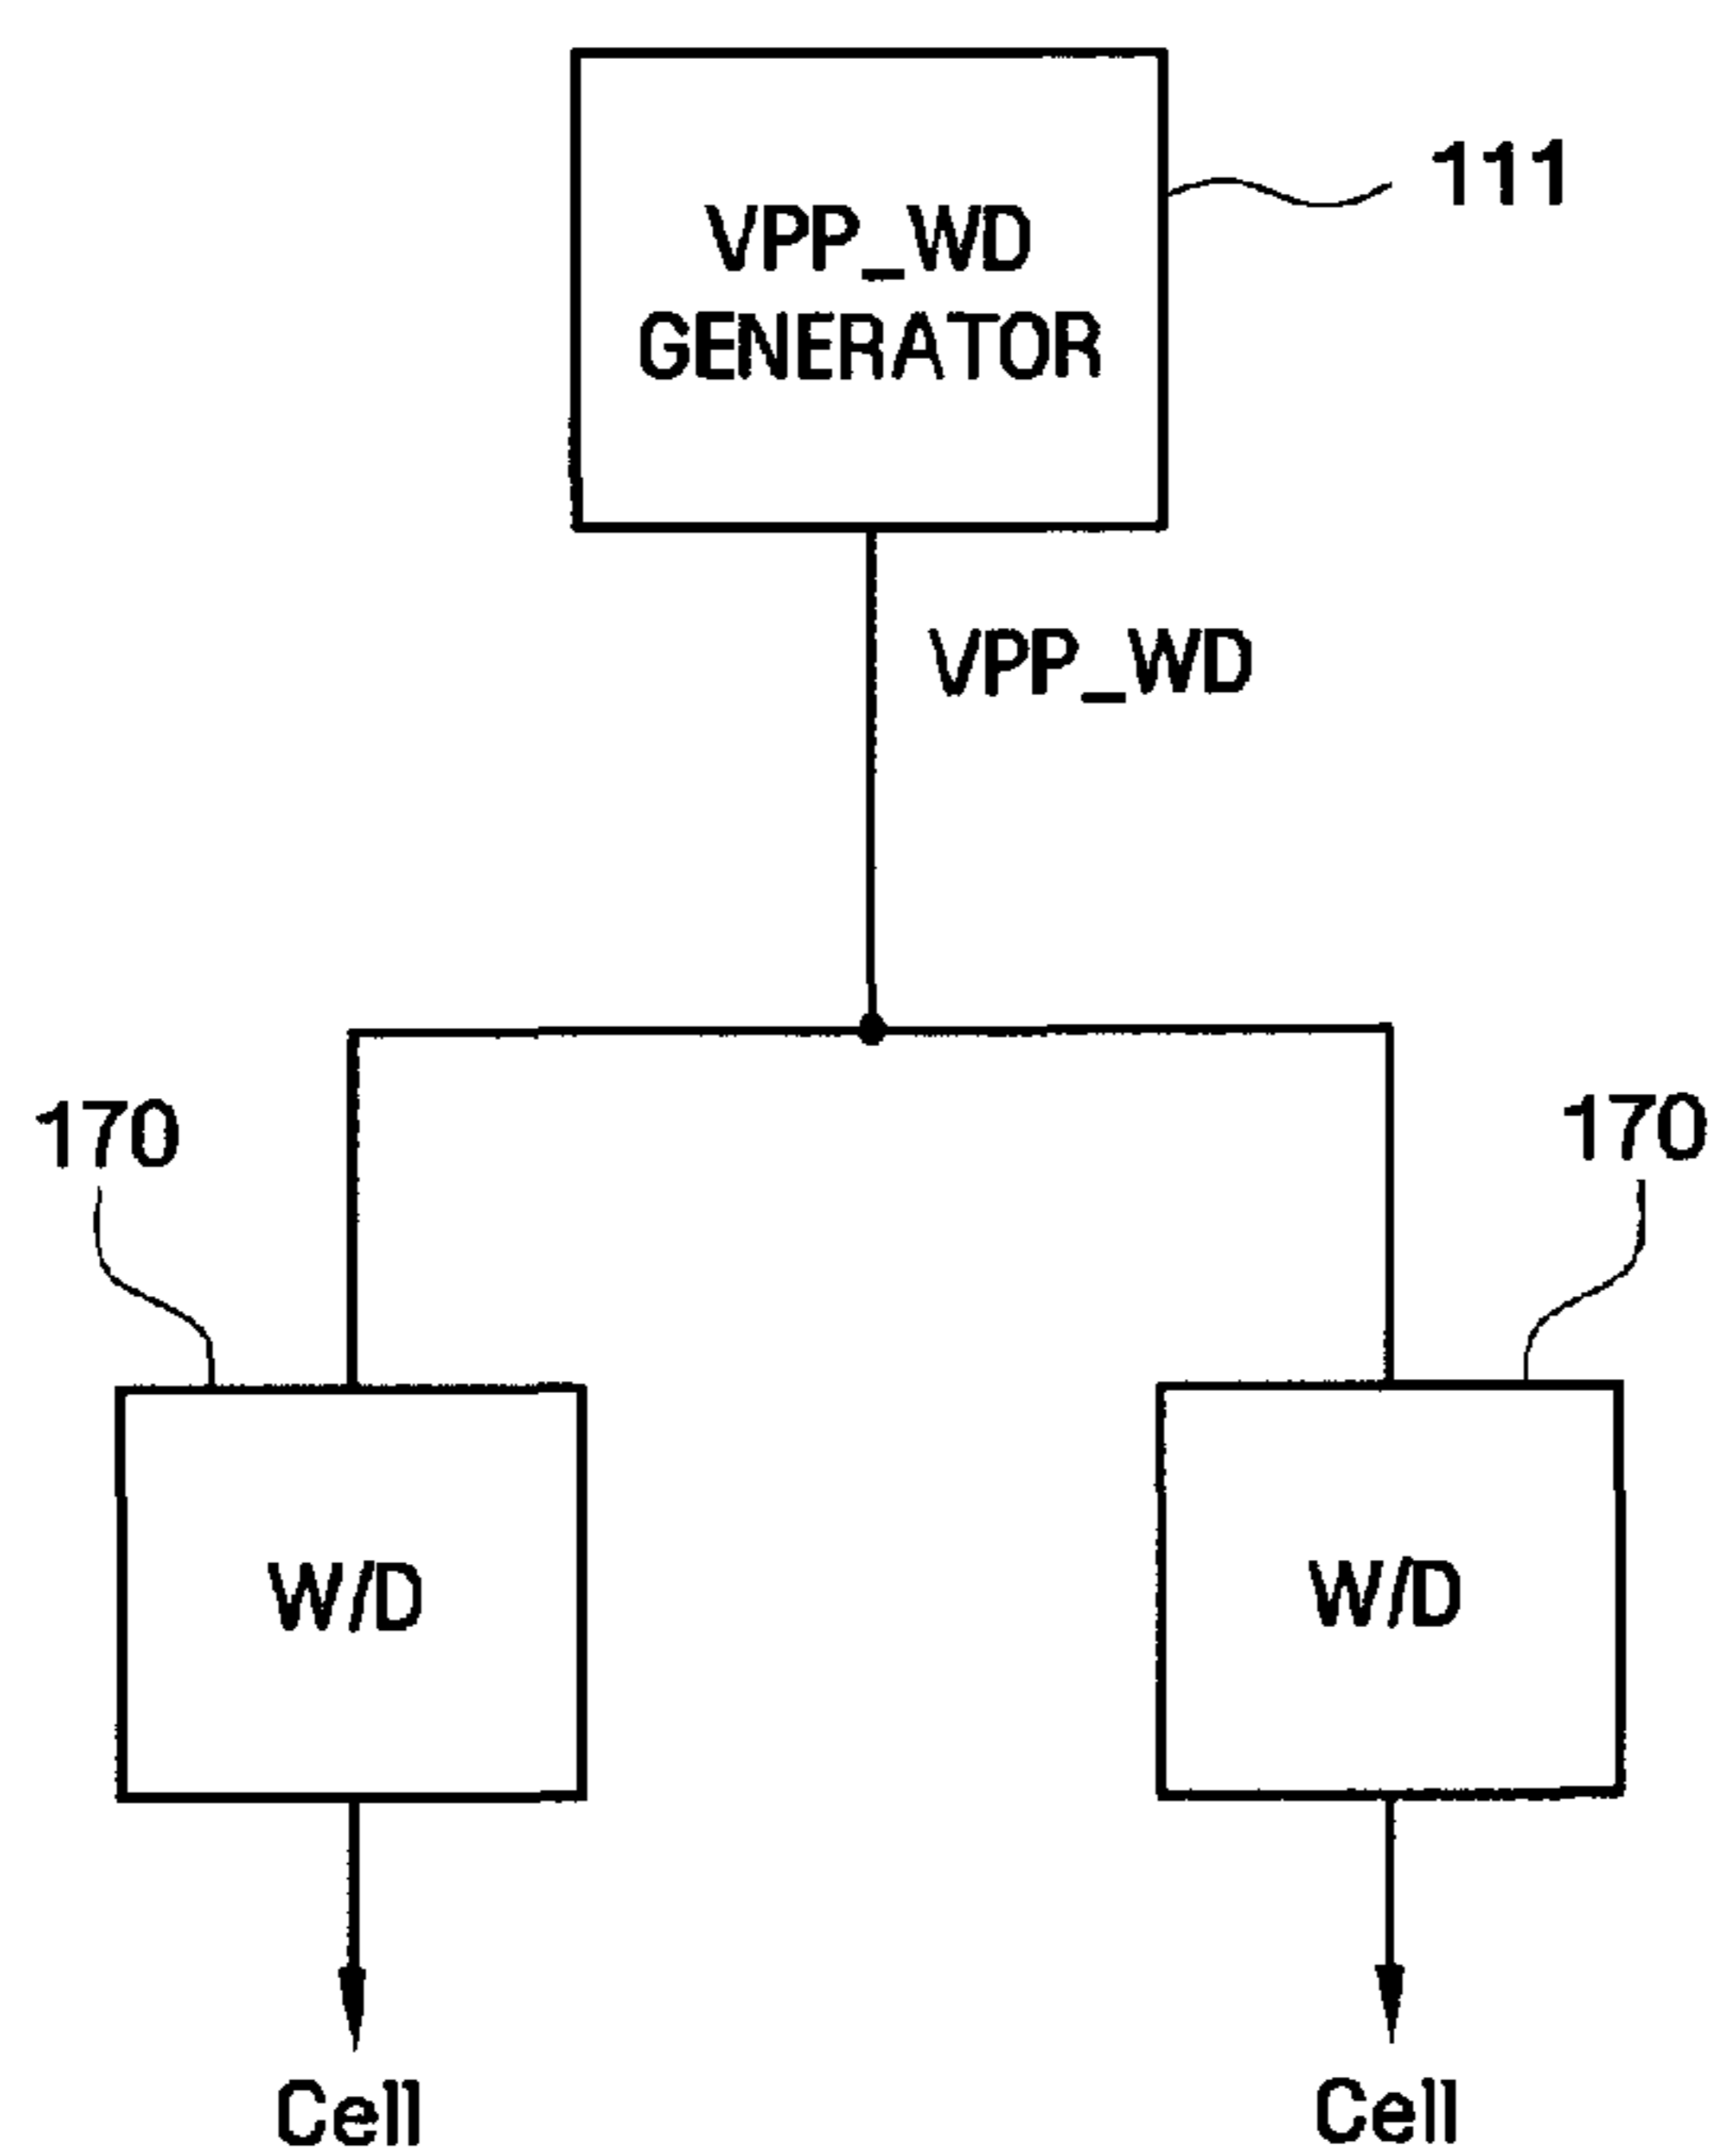 111
VPP_WD
GENERATOR
VPP_WD
170
170
W/D
W/D
Cell
Cell